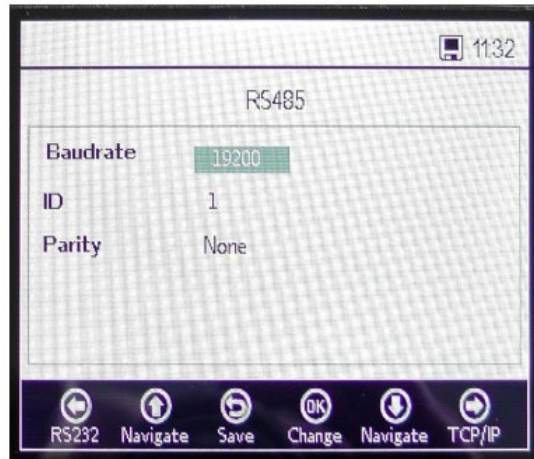 11:32
RS485
Baudrate 19200
ID 1
Parity None
OK
RS232 Navigate Save Change Navigate TCP/IP